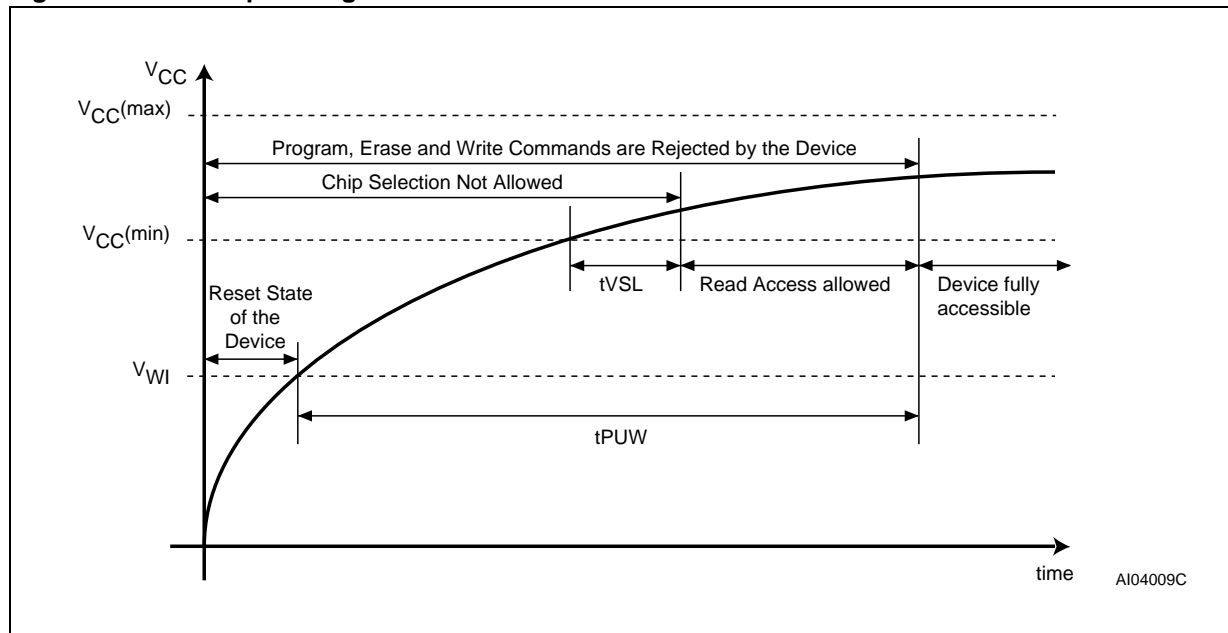 VCC
VCC(max)
Program, Erase and Write Commands are Rejected by the Device
Chip Selection Not Allowed
VCC(min)
tVSL
Read Access allowed
Device fully
accessible
Reset State
of the
Device
VWI
tPUW
time
AI04009C